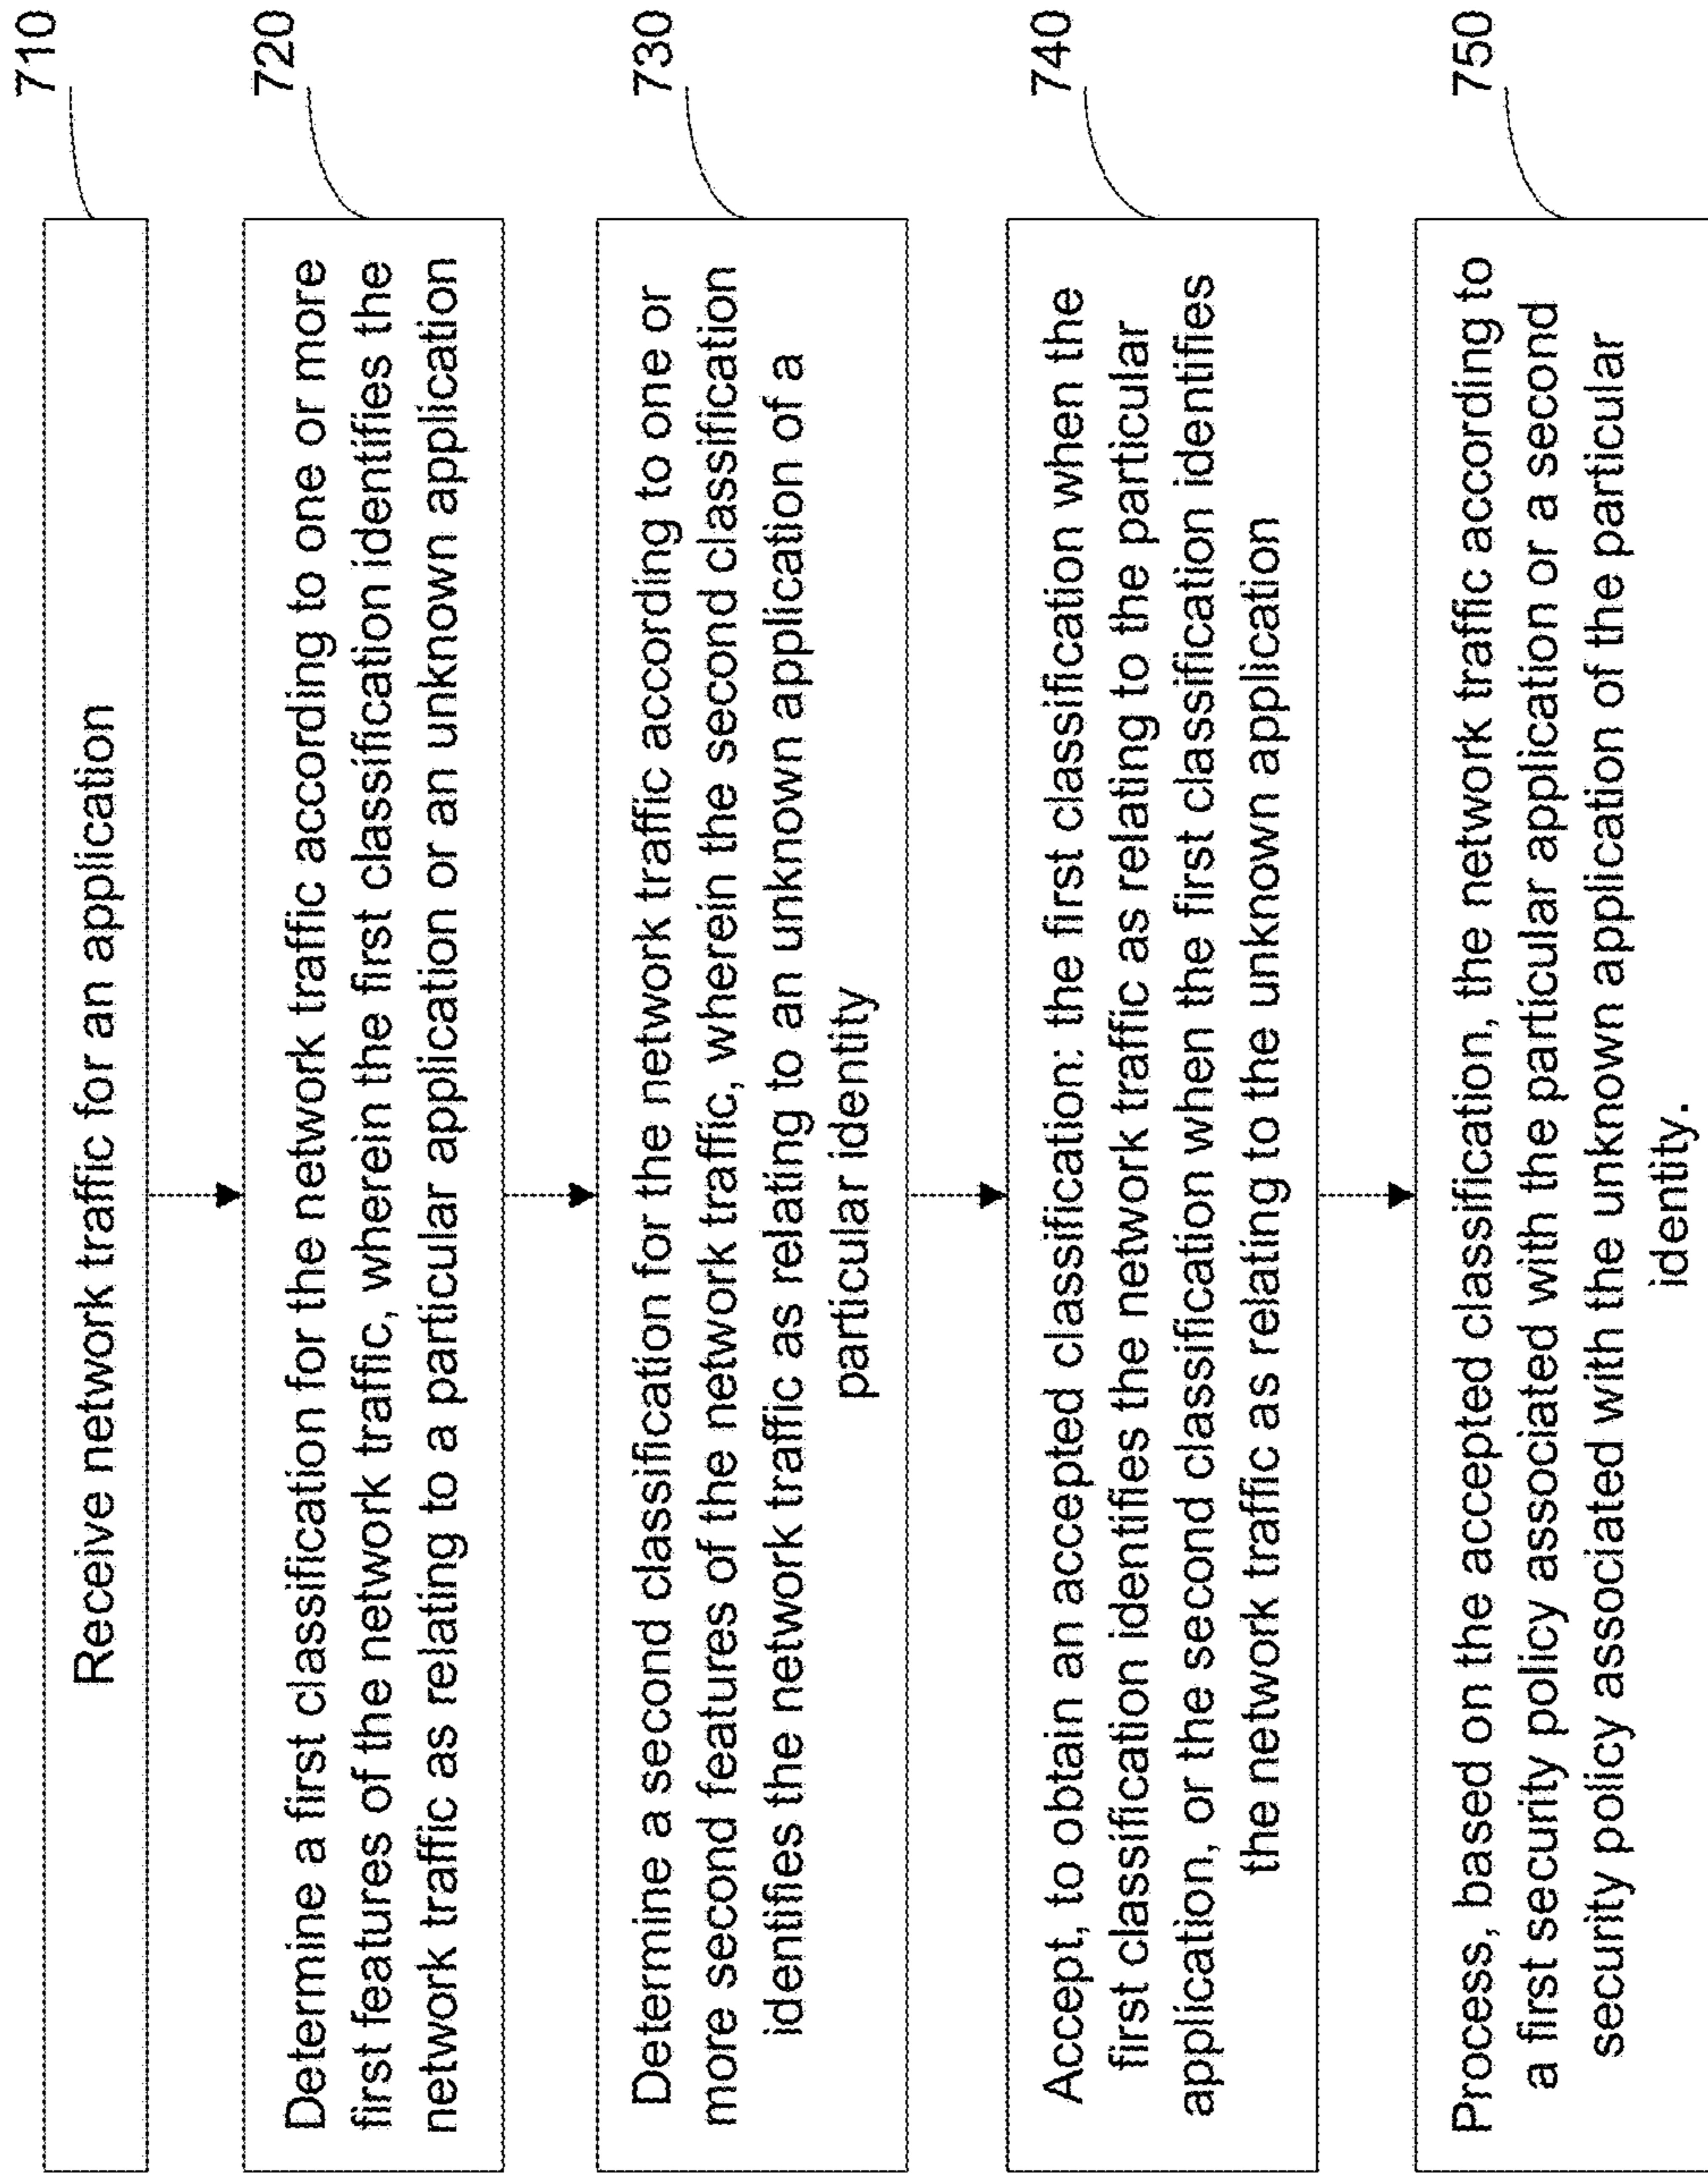 710
Receive network traffic for an application
720
Determine a first classification for the network traffic according to one or more
first features of the network traffic, wherein the first classification identifies the
network traffic as relating to a particular application or an unknown application
730
Determine a second classification for the network traffic according to one or
more second features of the network traffic, wherein the second classification
identifies the network traffic as relating to an unknown application of a
particular identity
740
Accept, to obtain an accepted classification: the first classification when the
first classification identifies the network traffic as relating to the particular
application, or the second classification when the first classification identifies
the network traffic as relating to the unknown application
750
Process, based on the accepted classification, the network traffic according to
a first security policy associated with the particular application or a second
security policy associated with the unknown application of the particular
identity.